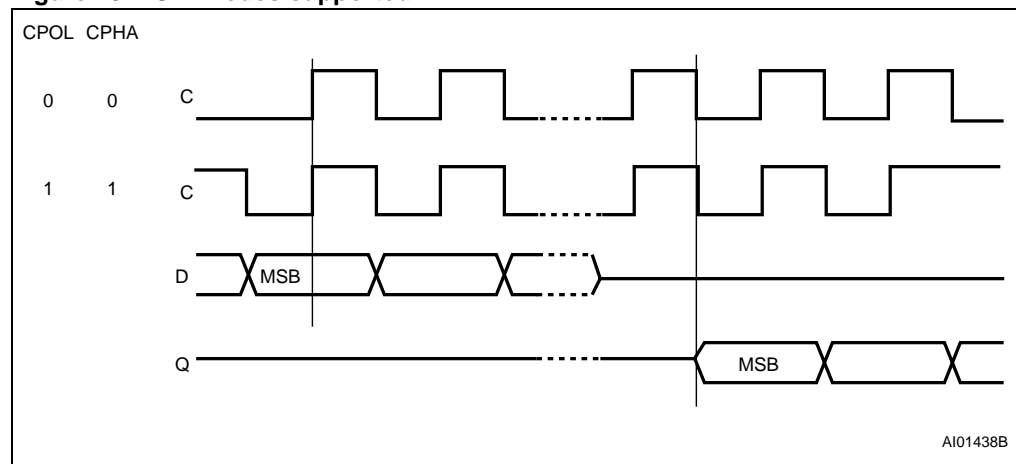 CPOL CPHA
0 0 C
1 1 C
D MSB
Q MSB
AI01438B